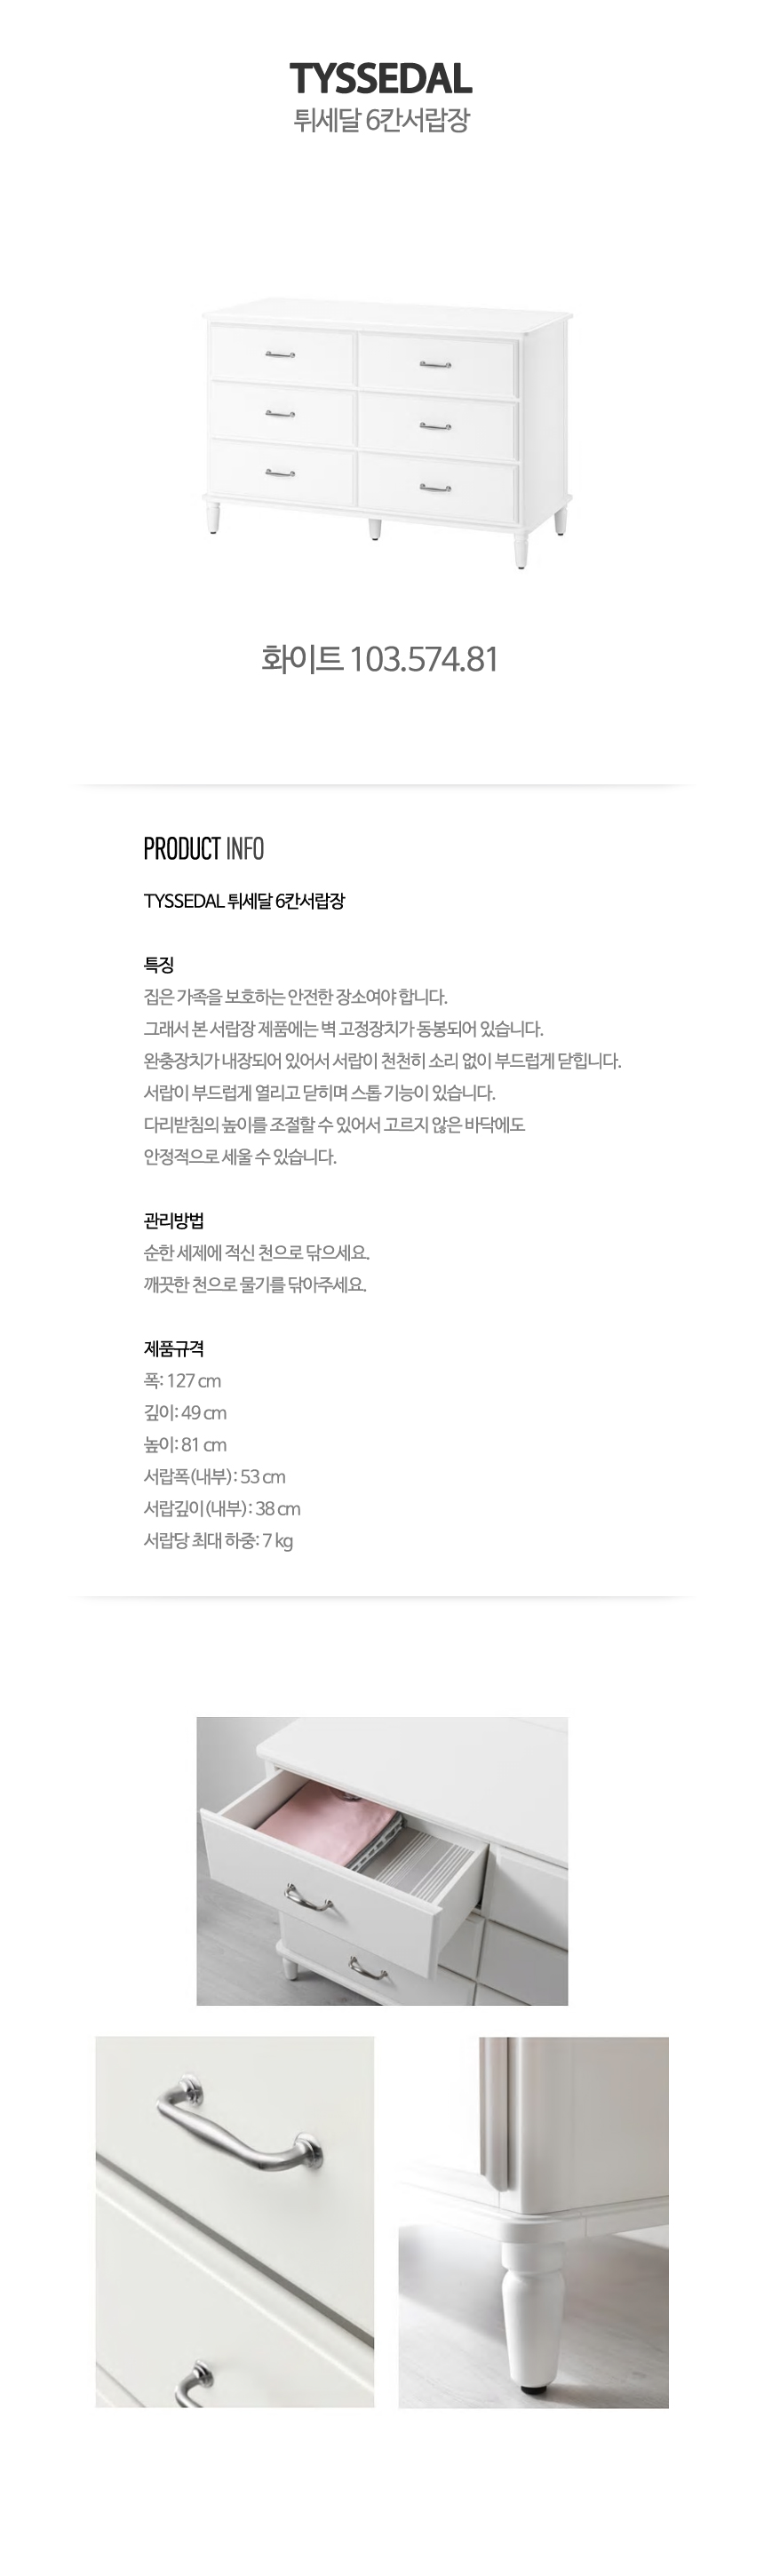 TYSSEDAL
튀세달 6칸서랍장
화이트 103.574.81
PRODUCT INFO
TYSSEDAL 튀세달 6칸서랍장
특징
집은 가족을 보호하는 안전한 장소여야 합니다.
그래서 본 서랍장 제품에는 벽 고정장치가 동봉되어 있습니다.
완충장치가 내장되어 있어서 서랍이 천천히 소리 없이 부드럽게 닫힙니다.
서랍이 부드럽게 열리고 닫히며 스톱 기능이 있습니다.
다리받침의 높이를 조절할 수 있어서 고르지 않은 바닥에도
안정적으로 세울 수 있습니다.
관리방법
순한 세제에 적신 천으로 닦으세요.
깨끗한 천으로 물기를 닦아주세요.
제품규격
폭: 127 cm
깊이: 49 cm
높이: 81 cm
서랍폭(내부): 53 cm
서랍깊이(내부): 38 cm
서랍당 최대 하중: 7 kg